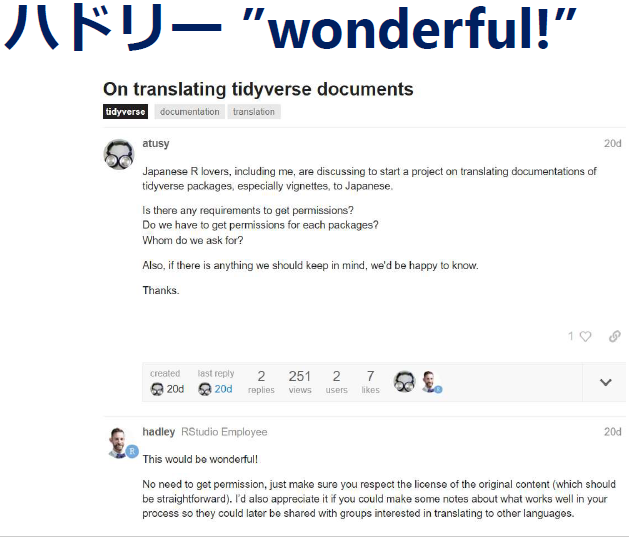 ハドリー ”wonderful!”
On translating tidyverse documents
tidyverse documentation translation
atusy 20d
Japanese R lovers, including me, are discussing to start a project on translating documentations of
tidyverse packages, especially vignettes, to Japanese.
Is there any requirements to get permissions?
Do we have to get permissions for each packages?
Whom do we ask for?
Also, if there is anything we should keep in mind, we'd be happy to know.
Thanks.
1
created last reply 2 251 2 7
20d 20d replies views users likes
hadley RStudio Employee 20d
This would be wonderful!
No need to get permission, just make sure you respect the license of the original content (which should
be straightforward). I'd also appreciate it if you could make some notes about what works well in your
process so they could later be shared with groups interested in translating to other languages.